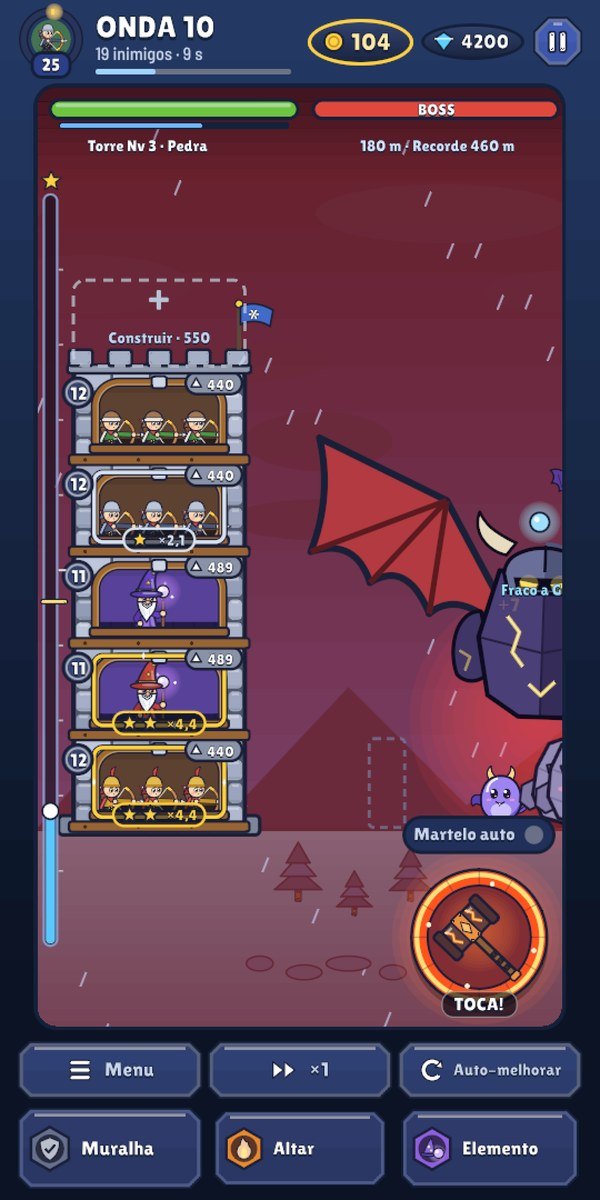 ONDA 10
19 inimigos · 9 s
25
104
4200
BOSS
Torre Nv 3 · Pedra
180 m / Recorde 460 m
Construir · 550
12
440
12
440
×2,1
11
489
11
489
×4,4
12
440
×4,4
Fraco a
+7
Martelo auto
TOCA!
Menu
×1
Auto-melhorar
Muralha
Altar
Elemento